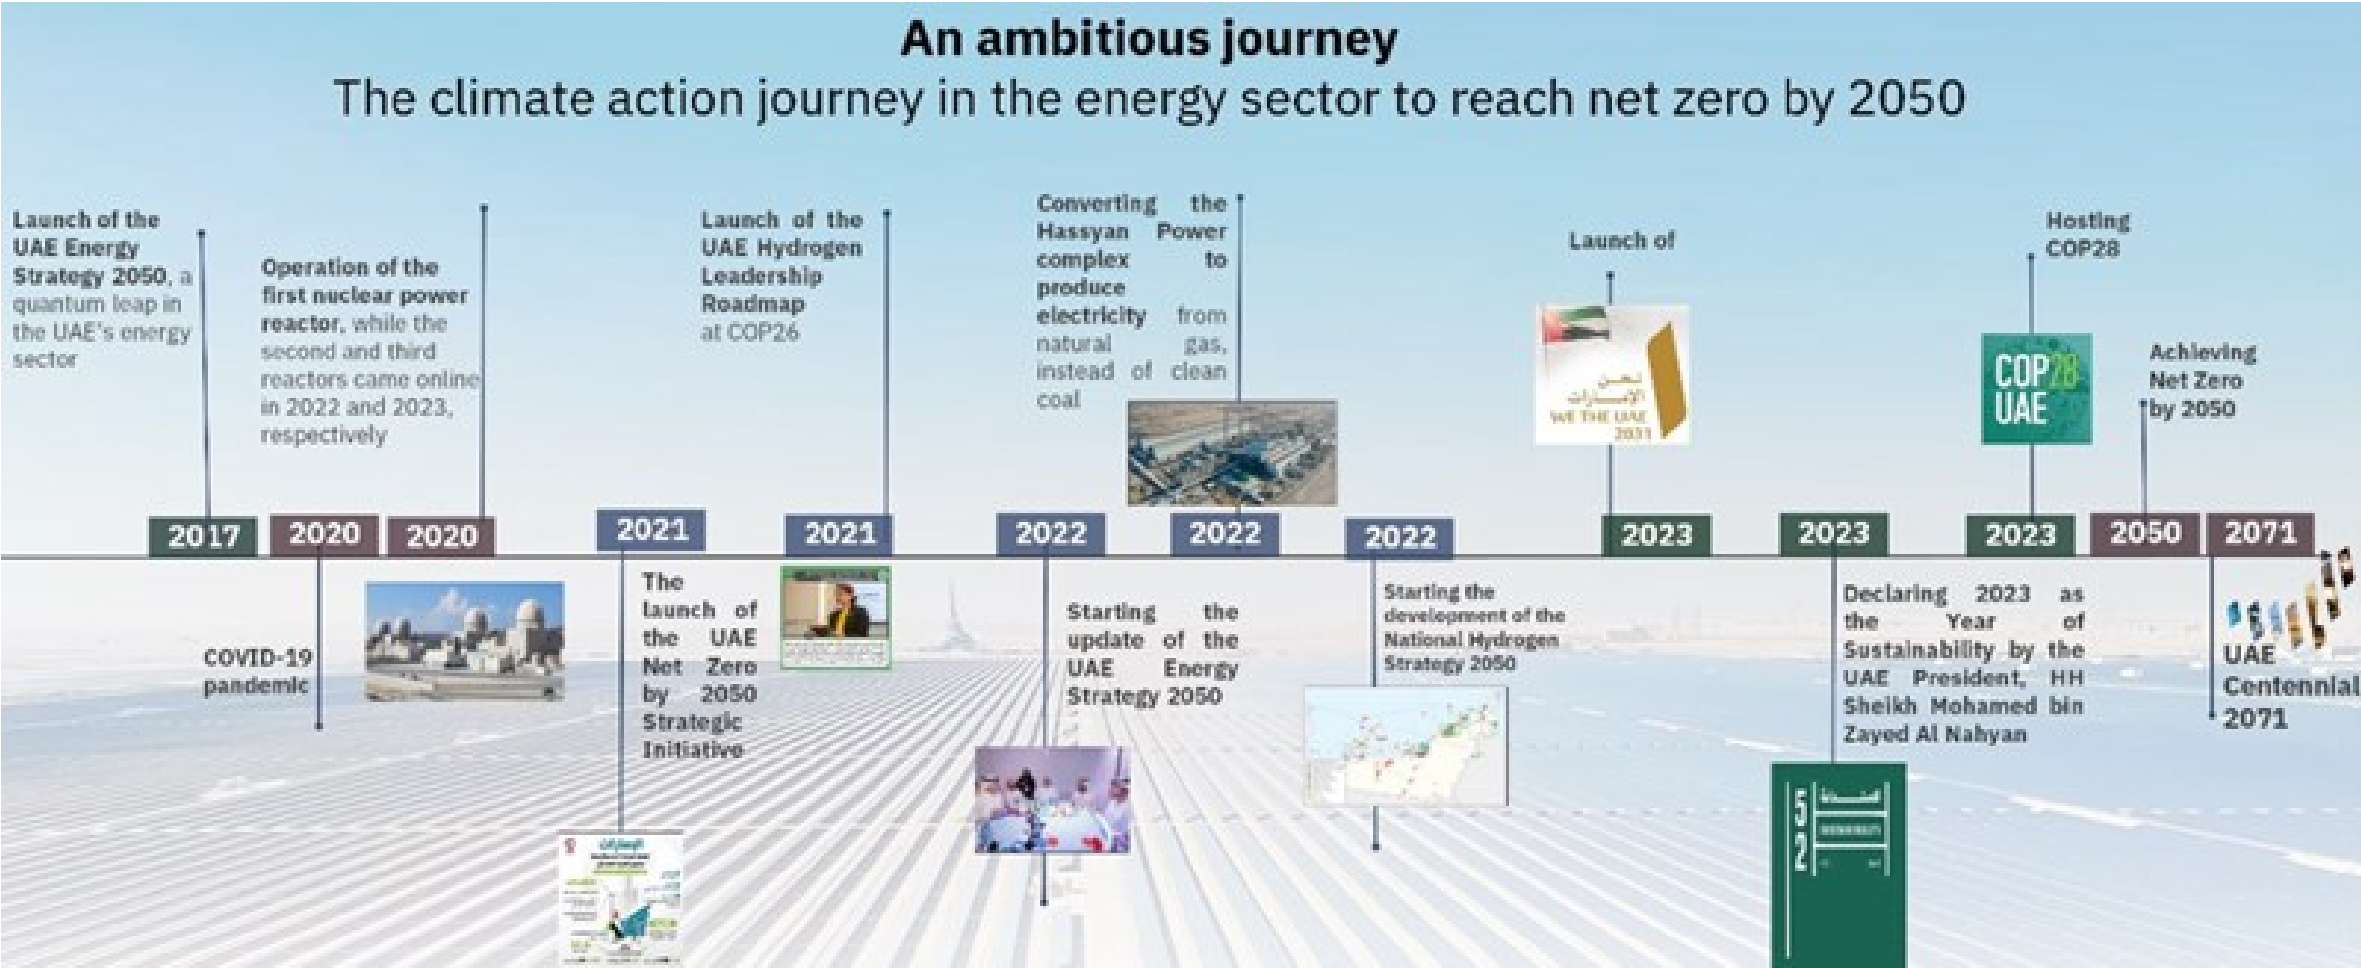 An ambitious journey
The climate action journey in the energy sector to reach net zero by 2050
Launch of the
UAE Energy
Strategy 2050, a
quantum leap in
the UAE's energy
sector
Operation of the
first nuclear power
reactor, while the
second and third
reactors came online
in 2022 and 2023,
respectively
Launch of the
UAE Hydrogen
Leadership
Roadmap
at COP26
Converting the
Hassyan Power
complex to
produce
electricity from
natural gas,
instead of clean
coal
Launch of
نحن
الإمارات
WE THE UAE
2031
Hosting
COP28
COP28
UAE
Achieving
Net Zero
by 2050
2017
2020
2020
2021
2021
2022
2022
2022
2023
2023
2023
2050
2071
COVID-19
pandemic
The
launch of
the UAE
Net Zero
by 2050
Strategic
Initiative
الإمارات
Starting the
update of the
UAE Energy
Strategy 2050
Starting the
development of the
National Hydrogen
Strategy 2050
Declaring 2023 as
the Year of
Sustainability by the
UAE President, HH
Sheikh Mohamed bin
Zayed Al Nahyan
52
UAE
Centennial
2071